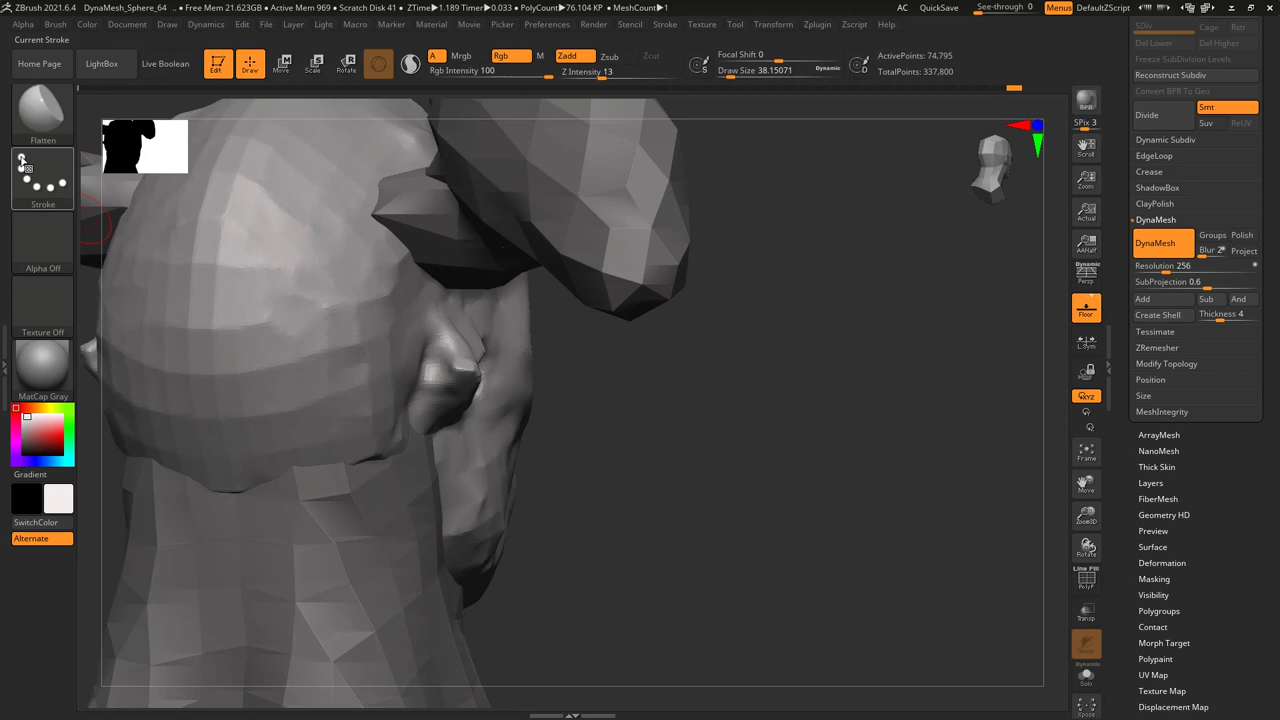 ZBrush 2021.6.4 DynaMesh_Sphere_64 ... • Free Mem 21.623GB • Active Mem 969 • Scratch Disk 41 • ZTime▶1.189 Timer▶0.033 • PolyCount▶76.104 KP • MeshCount▶1 AC QuickSave See-through 0 Menus DefaultZScript
Alpha Brush Color Document Draw Dynamics Edit File Layer Light Macro Marker Material Movie Picker Preferences Render Stencil Stroke Texture Tool Transform Zplugin Zscript Help
Current Stroke
Home Page LightBox Live Boolean Edit Draw Move Scale Rotate A Mrgb Rgb M Zadd Zsub Zcut
Rgb Intensity 100 Z Intensity 13
Focal Shift 0
Draw Size 38.15071 Dynamic
S D
ActivePoints: 74,795
TotalPoints: 337,800
Flatten
Stroke
Alpha Off
Texture Off
MatCap Gray
Gradient
SwitchColor
Alternate
BPR
SPix 3
Scroll
Zoom
Actual
AAHalf
Dynamic
Persp
Floor
L.Sym
XYZ
Frame
Move
Zoom3D
Rotate
Line Fill
PolyF
Transp
Dynamic
Solo
Xpose
SDiv Cage Rstr
Del Lower Del Higher
Freeze SubDivision Levels
Reconstruct Subdiv
Convert BPR To Geo
Divide Smt
Suv ReUV
Dynamic Subdiv
EdgeLoop
Crease
ShadowBox
ClayPolish
DynaMesh
DynaMesh Groups Polish
Blur 2 Project
Resolution 256
SubProjection 0.6
Add Sub And
Create Shell Thickness 4
Tessimate
ZRemesher
Modify Topology
Position
Size
MeshIntegrity
ArrayMesh
NanoMesh
Thick Skin
Layers
FiberMesh
Geometry HD
Preview
Surface
Deformation
Masking
Visibility
Polygroups
Contact
Morph Target
Polypaint
UV Map
Texture Map
Displacement Map